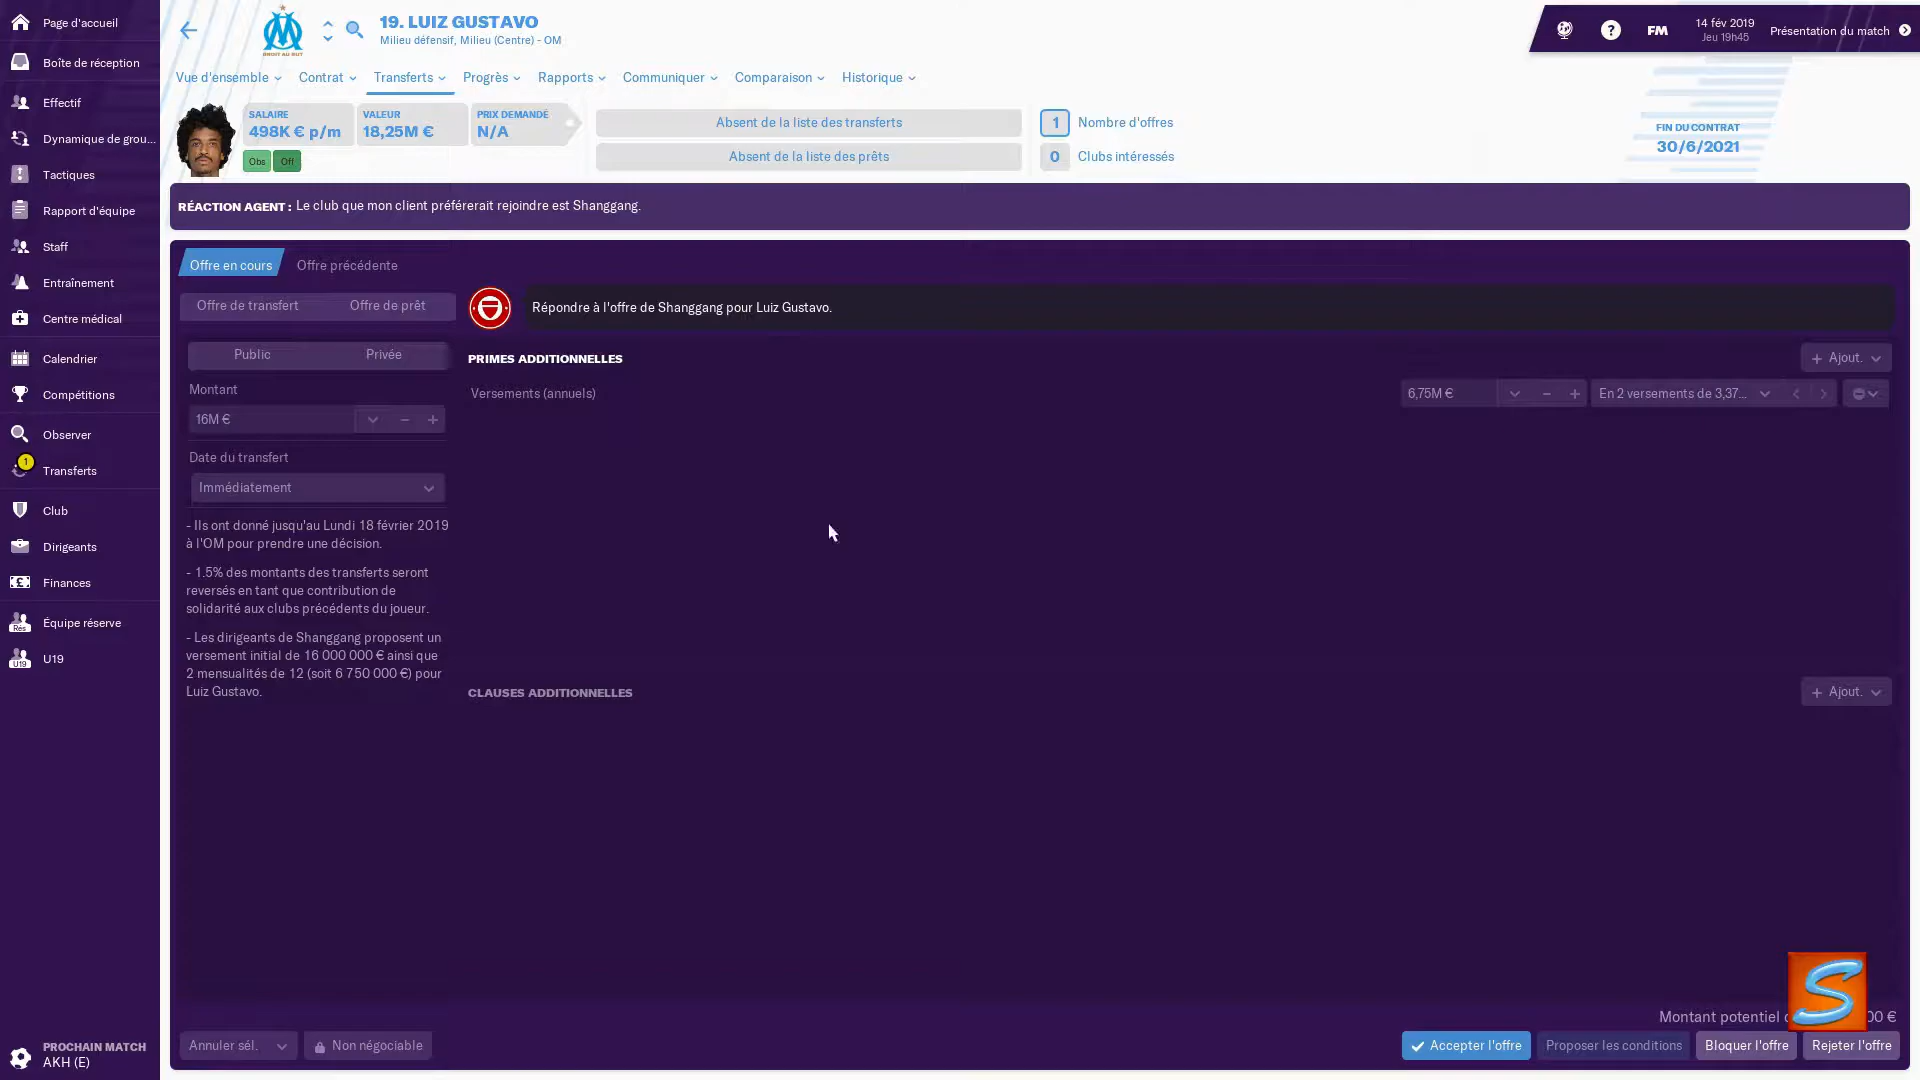 Page d'accueil
Boîte de réception
Effectif
Dynamique de grou...
Tactiques
Rapport d'équipe
Staff
Entraînement
Centre médical
Calendrier
Compétitions
Observer
1
Transferts
Club
Dirigeants
Finances
Rés
Équipe réserve
U19
U19
PROCHAIN MATCH
AKH (E)
DROIT AU BUT
19. LUIZ GUSTAVO
Milieu défensif, Milieu (Centre) - OM
FM
14 fév 2019
Jeu 19h45
Présentation du match
Vue d'ensemble
Contrat
Transferts
Progrès
Rapports
Communiquer
Comparaison
Historique
SALAIRE
498K € p/m
VALEUR
18,25M €
PRIX DEMANDÉ
N/A
Obs
Off
Absent de la liste des transferts
Absent de la liste des prêts
1 Nombre d'offres
0 Clubs intéressés
FIN DU CONTRAT
30/6/2021
RÉACTION AGENT : Le club que mon client préférerait rejoindre est Shanggang.
Offre en cours
Offre précédente
Offre de transfert
Offre de prêt
Répondre à l'offre de Shanggang pour Luiz Gustavo.
Public
Privée
Montant
16M €
Date du transfert
Immédiatement
- Ils ont donné jusqu'au Lundi 18 février 2019
à l'OM pour prendre une décision.
- 1.5% des montants des transferts seront
reversés en tant que contribution de
solidarité aux clubs précédents du joueur.
- Les dirigeants de Shanggang proposent un
versement initial de 16 000 000 € ainsi que
2 mensualités de 12 (soit 6 750 000 €) pour
Luiz Gustavo.
PRIMES ADDITIONNELLES
Ajout.
Versements (annuels)
6,75M €
En 2 versements de 3,37...
CLAUSES ADDITIONNELLES
Ajout.
S
Montant potentiel
00 €
Annuler sél.
Non négociable
Accepter l'offre
Proposer les conditions
Bloquer l'offre
Rejeter l'offre